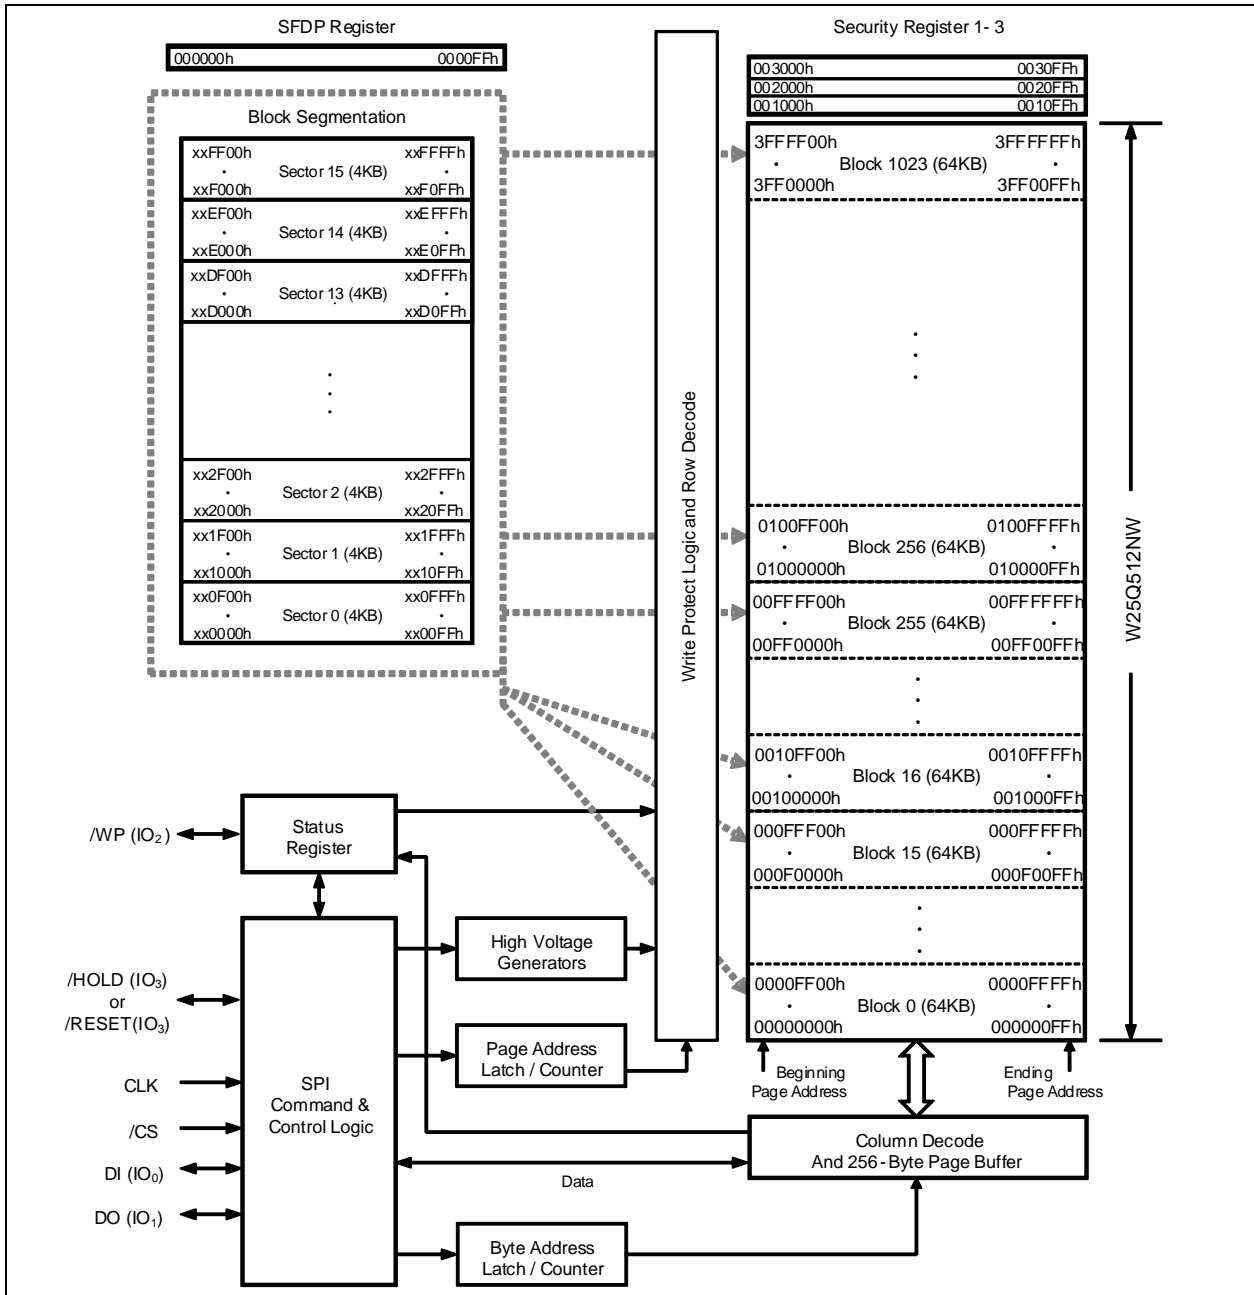 SFDP Register
000000h 0000FFh
Block Segmentation
xxFF00h xxFFFFh
Sector 15 (4KB)
xxF000h xxF0FFh
xxEF00h xxEFFFh
Sector 14 (4KB)
xxE000h xxE0FFh
xxDF00h xxDFFFh
Sector 13 (4KB)
xxD000h xxD0FFh
xx2F00h xx2FFFh
Sector 2 (4KB)
xx2000h xx20FFh
xx1F00h xx1FFFh
Sector 1 (4KB)
xx1000h xx10FFh
xx0F00h xx0FFFh
Sector 0 (4KB)
xx0000h xx00FFh
Write Protect Logic and Row Decode
Security Register 1- 3
003000h 0030FFh
002000h 0020FFh
001000h 0010FFh
3FFFF00h 3FFFFFFh
Block 1023 (64KB)
3FF0000h 3FF00FFh
0100FF00h 0100FFFFh
Block 256 (64KB)
01000000h 010000FFh
00FFFF00h 00FFFFFFh
Block 255 (64KB)
00FF0000h 00FF00FFh
0010FF00h 0010FFFFh
Block 16 (64KB)
00100000h 001000FFh
000FFF00h 000FFFFFh
Block 15 (64KB)
000F0000h 000F00FFh
0000FF00h 0000FFFFh
Block 0 (64KB)
00000000h 000000FFh
W25Q512NW
Beginning
Page Address
Ending
Page Address
/WP (IO₂)
Status
Register
/HOLD (IO₃)
or
/RESET(IO₃)
CLK
/CS
DI (IO₀)
DO (IO₁)
SPI
Command &
Control Logic
High Voltage
Generators
Page Address
Latch / Counter
Data
Column Decode
And 256-Byte Page Buffer
Byte Address
Latch / Counter